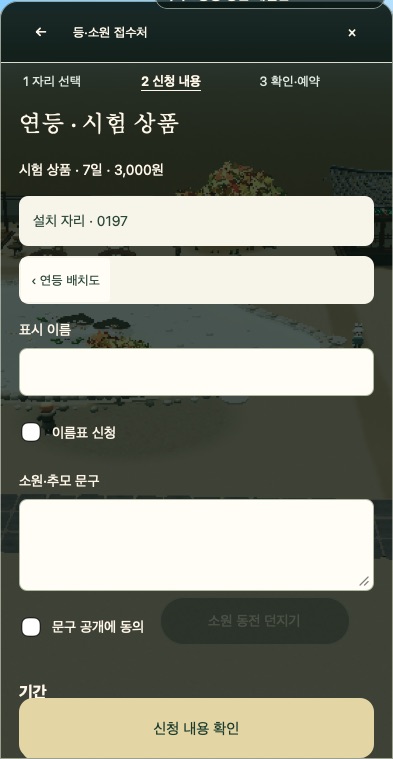 ← 등·소원 접수처 ×
1 자리 선택 2 신청 내용 3 확인·예약
연등 · 시험 상품
시험 상품 · 7일 · 3,000원
설치 자리 · 0197
‹ 연등 배치도
표시 이름
이름표 신청
소원·추모 문구
문구 공개에 동의
소원 동전 던지기
기간
신청 내용 확인